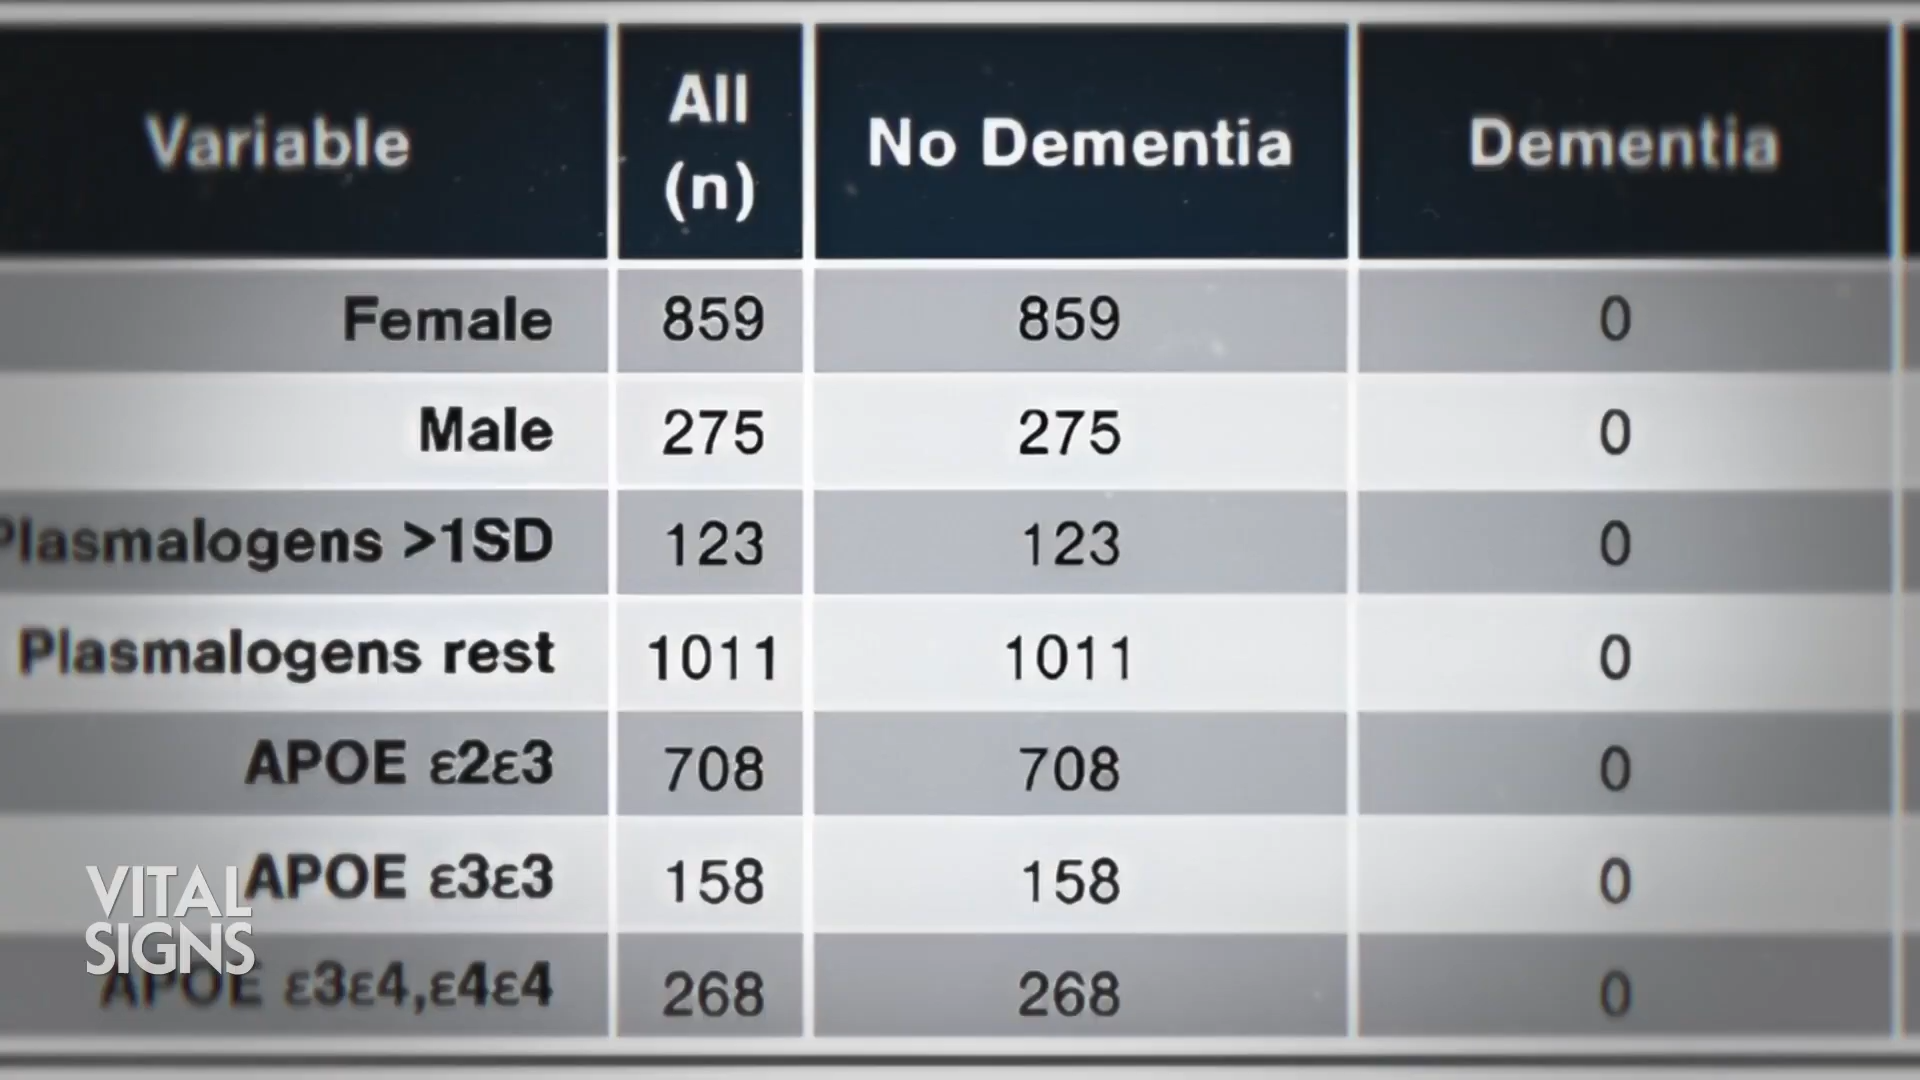 Variable All (n) No Dementia Dementia
Female 859 859 0
Male 275 275 0
Plasmalogens >1SD 123 123 0
Plasmalogens rest 1011 1011 0
APOE ε2ε3 708 708 0
APOE ε3ε3 158 158 0
APOE ε3ε4,ε4ε4 268 268 0
VITAL
SIGNS